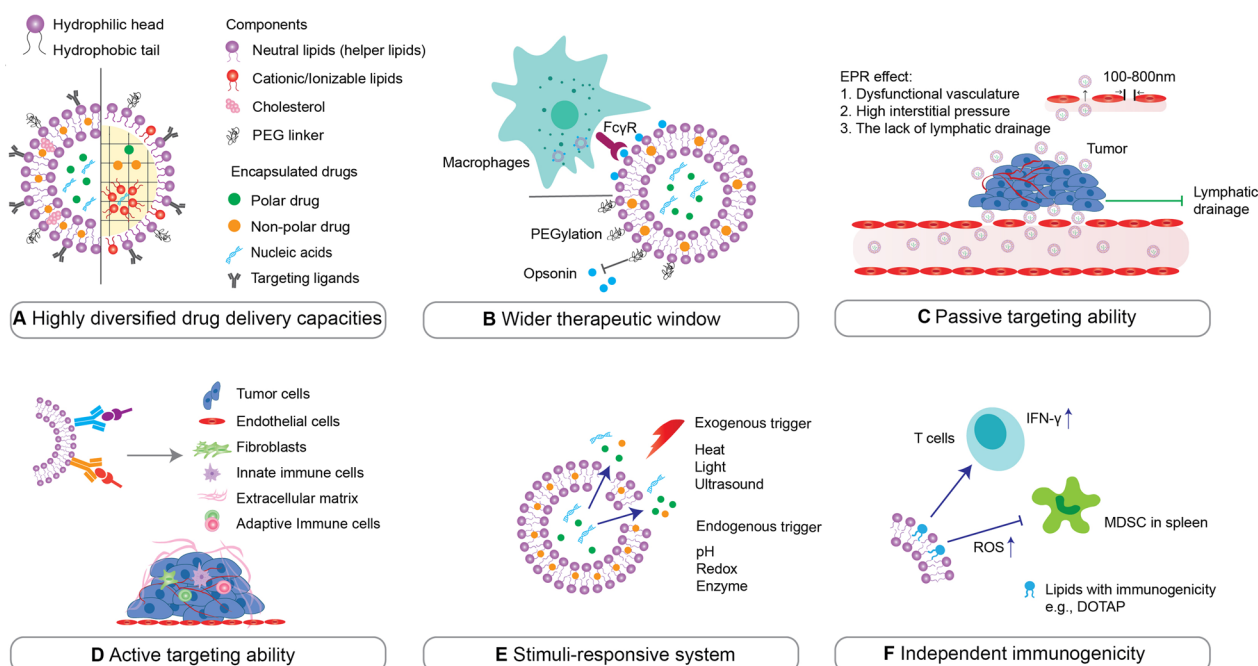 Hydrophilic head
Hydrophobic tail
Components
Neutral lipids (helper lipids)
Cationic/Ionizable lipids
Cholesterol
PEG linker
Encapsulated drugs
Polar drug
Non-polar drug
Nucleic acids
Targeting ligands
A Highly diversified drug delivery capacities
FcγR
Macrophages
PEGylation
Opsonin
B Wider therapeutic window
EPR effect:
1. Dysfunctional vasculature
2. High interstitial pressure
3. The lack of lymphatic drainage
100-800nm
Tumor
Lymphatic
drainage
C Passive targeting ability
Tumor cells
Endothelial cells
Fibroblasts
Innate immune cells
Extracellular matrix
Adaptive Immune cells
D Active targeting ability
Exogenous trigger
Heat
Light
Ultrasound
Endogenous trigger
pH
Redox
Enzyme
E Stimuli-responsive system
IFN-γ
T cells
MDSC in spleen
ROS
Lipids with immunogenicity
e.g., DOTAP
F Independent immunogenicity